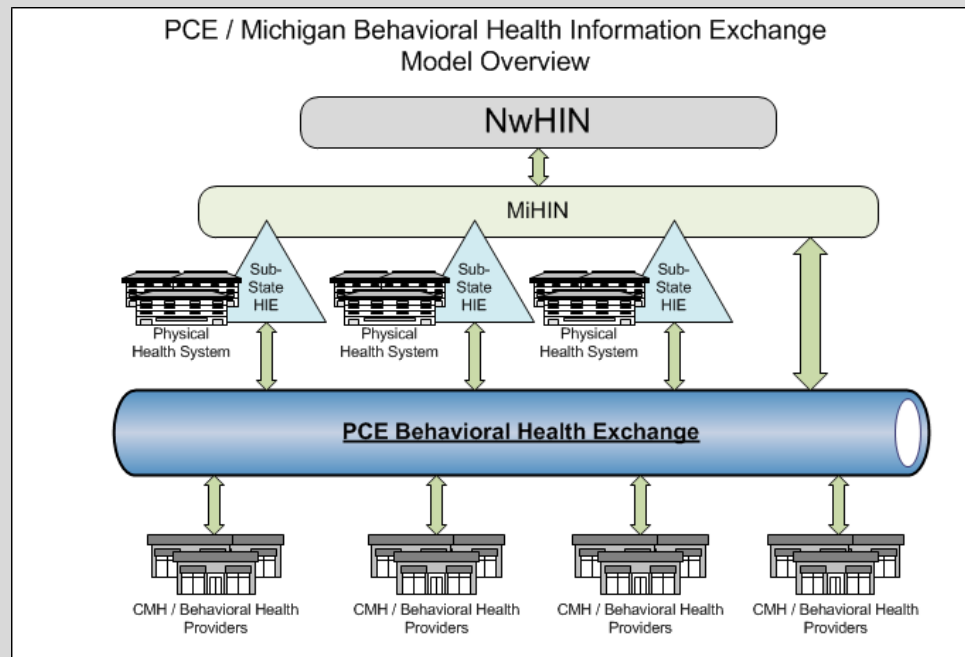 PCE / Michigan Behavioral Health Information Exchange
Model Overview
NwHIN
MiHIN
Sub-
State
HIE
Physical
Health System
Sub-
State
HIE
Physical
Health System
Sub-
State
HIE
Physical
Health System
PCE Behavioral Health Exchange
CMH / Behavioral Health
Providers
CMH / Behavioral Health
Providers
CMH / Behavioral Health
Providers
CMH / Behavioral Health
Providers